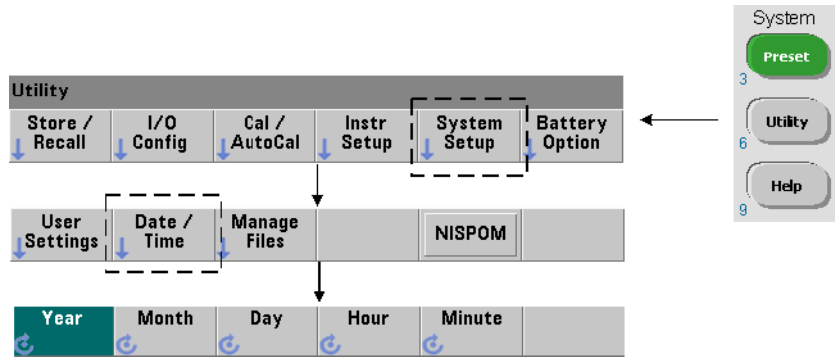 System
Preset
3
Utility
6
Help
9
Utility
Store /
Recall
I/O
Config
Cal /
AutoCal
Instr
Setup
System
Setup
Battery
Option
User
Settings
Date /
Time
Manage
Files
NISPOM
Year
Month
Day
Hour
Minute